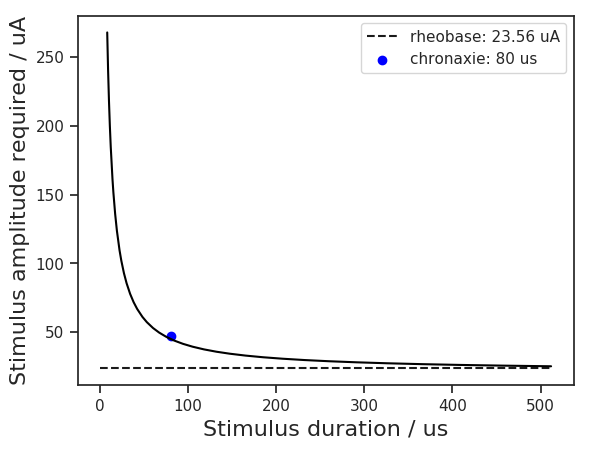 rheobase: 23.56 uA
chronaxie: 80 us
Stimulus amplitude required / uA
250
200
150
100
50
0
100
200
300
400
500
Stimulus duration / us